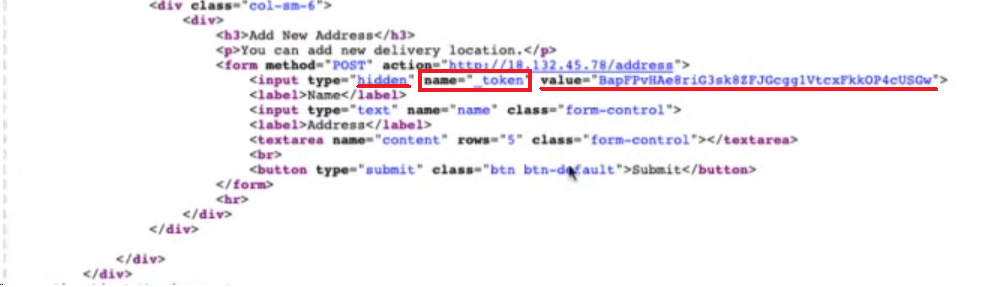 <div class="col-sm-6">
<div>
<h3>Add New Address</h3>
<p>You can add new delivery location.</p>
<form method="POST" action="http://18.132.45.78/address">
<input type="hidden" name="_token" value="BapFPvHAe8riG3sk8ZFJGcgglVtcxFkkOP4cUSGw">
<label>Name</label>
<input type="text" name="name" class="form-control">
<label>Address</label>
<textarea name="content" rows="5" class="form-control"></textarea>
<br>
<button type="submit" class="btn btn-default">Submit</button>
</form>
<hr>
</div>
</div>
</div>
</div>